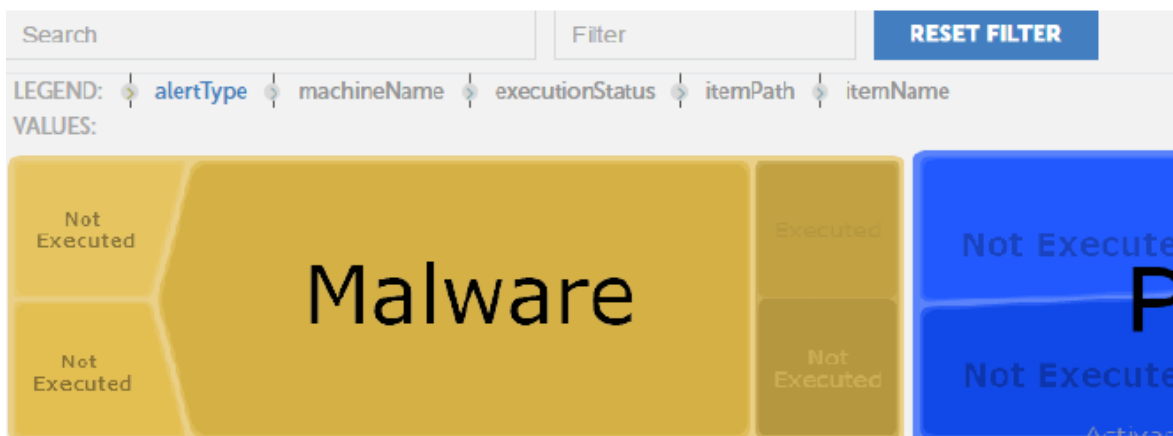 Search
Filter
RESET FILTER
LEGEND: alertType machineName executionStatus itemPath itemName
VALUES:
Not
Executed
Malware
Executed
Not Execute
P
Not
Executed
Not
Executed
Not Execute